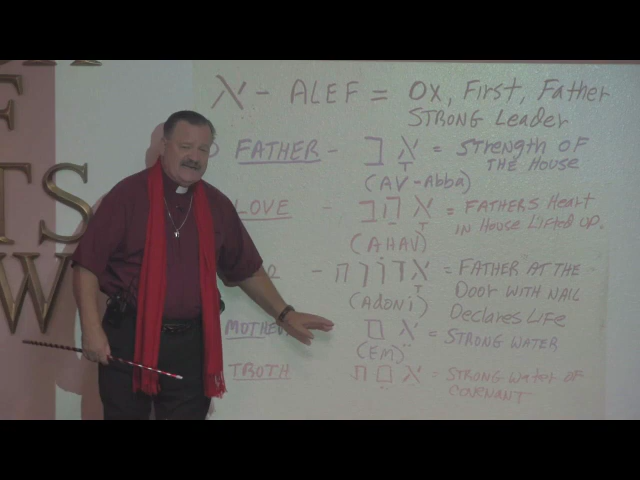 א - ALEF = OX, First, Father
STRONG Leader
FATHER - אב = Strength OF
THE HOUSE
(AV-Abba)
LOVE אהב = FATHERS Heart
in House Lifted UP.
(AHAV)
= FATHER AT THE
(Adoni) Door With NAIL
Declares Life
MOTHE אם = STRONG WATER
(EM)
TROTH אמת = STRONG Water OF
COVENANT